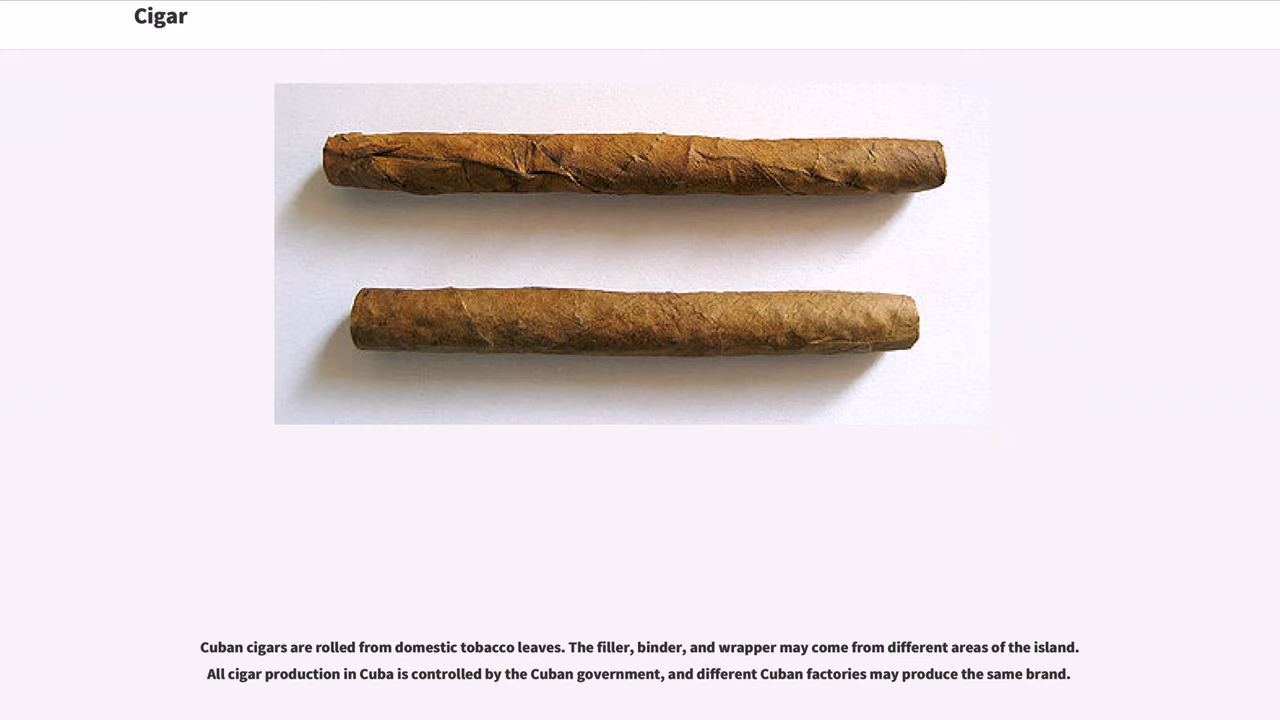 Cigar
Cuban cigars are rolled from domestic tobacco leaves. The filler, binder, and wrapper may come from different areas of the island.
All cigar production in Cuba is controlled by the Cuban government, and different Cuban factories may produce the same brand.